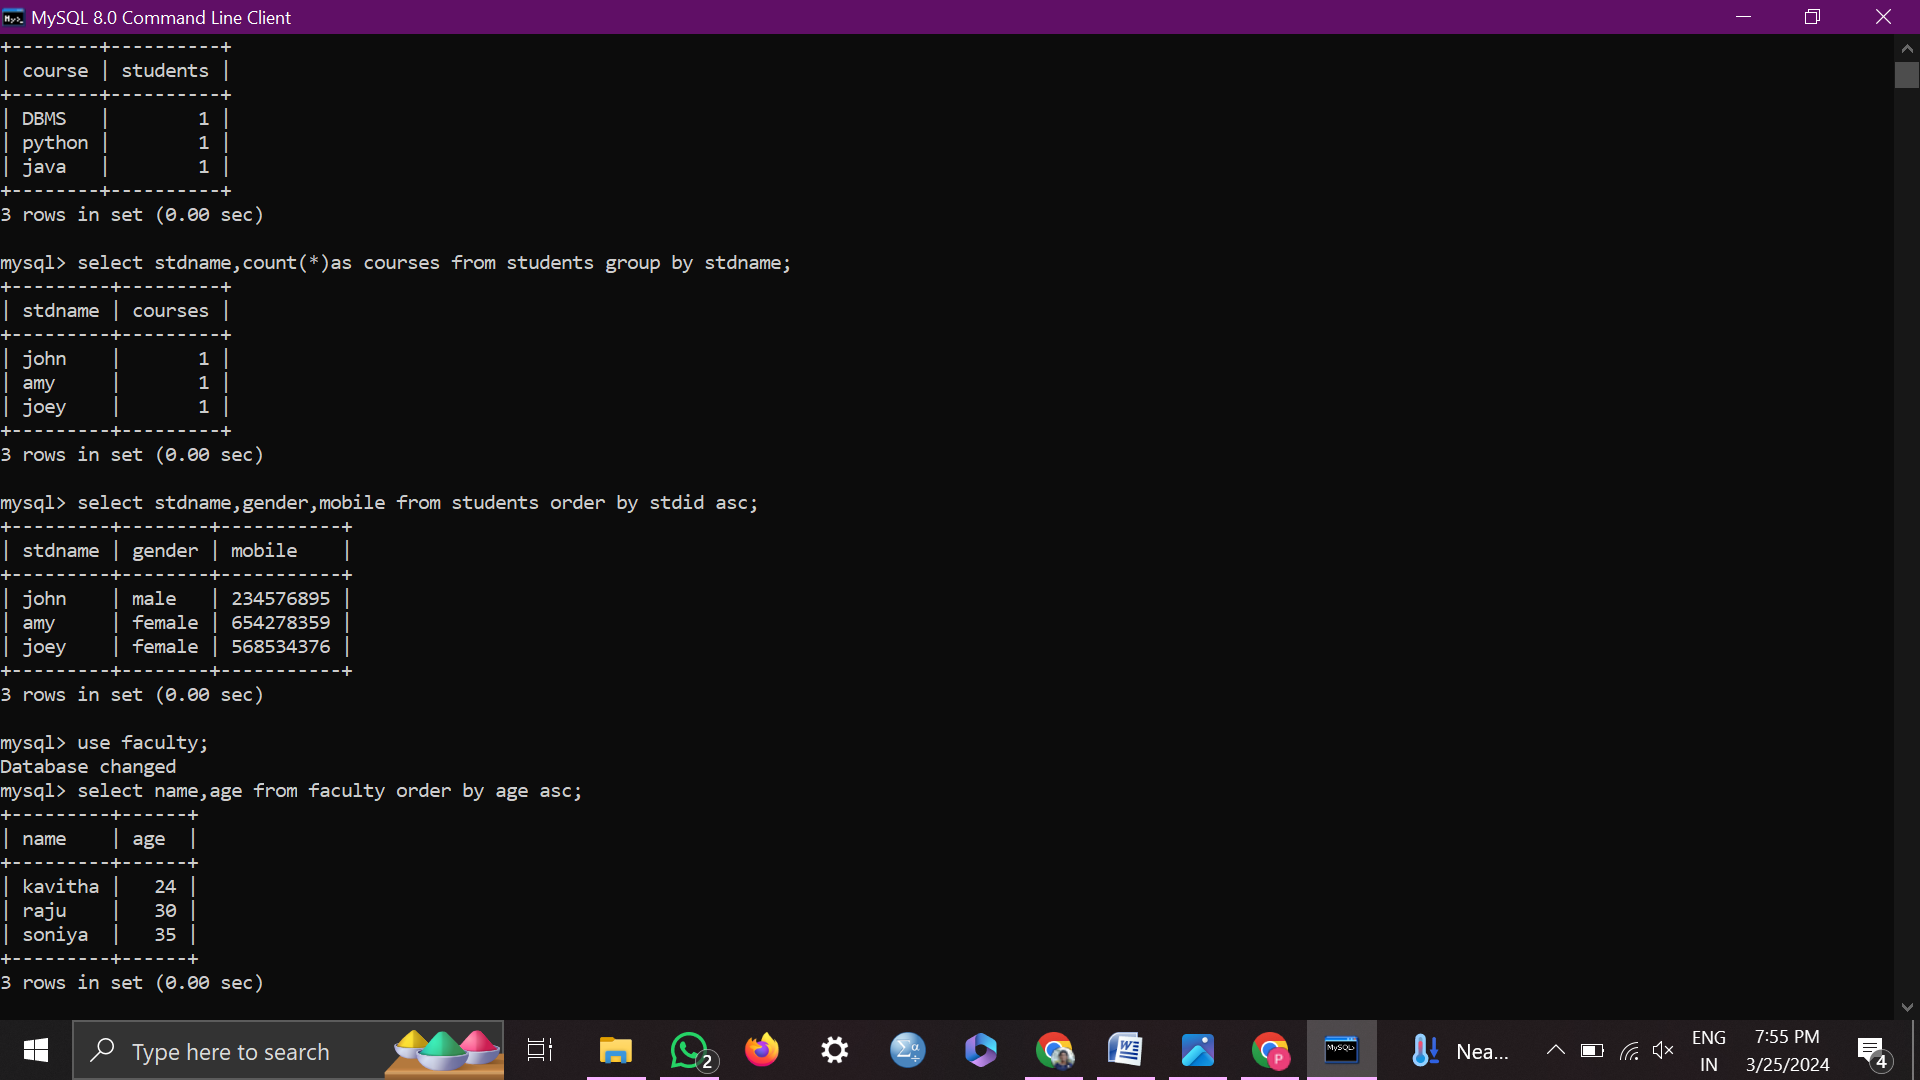 MySQL 8.0 Command Line Client
+--------+----------+
| course | students |
+--------+----------+
| DBMS   |        1 |
| python |        1 |
| java   |        1 |
+--------+----------+
3 rows in set (0.00 sec)
mysql> select stdname,count(*)as courses from students group by stdname;
+---------+---------+
| stdname | courses |
+---------+---------+
| john    |       1 |
| amy     |       1 |
| joey    |       1 |
+---------+---------+
3 rows in set (0.00 sec)
mysql> select stdname,gender,mobile from students order by stdid asc;
+---------+--------+-----------+
| stdname | gender | mobile    |
+---------+--------+-----------+
| john    | male   | 234576895 |
| amy     | female | 654278359 |
| joey    | female | 568534376 |
+---------+--------+-----------+
3 rows in set (0.00 sec)
mysql> use faculty;
Database changed
mysql> select name,age from faculty order by age asc;
+---------+------+
| name    | age  |
+---------+------+
| kavitha |   24 |
| raju    |   30 |
| soniya  |   35 |
+---------+------+
3 rows in set (0.00 sec)
Type here to search
2
P
MySQL>
Nea...
ENG
IN
7:55 PM
3/25/2024
4